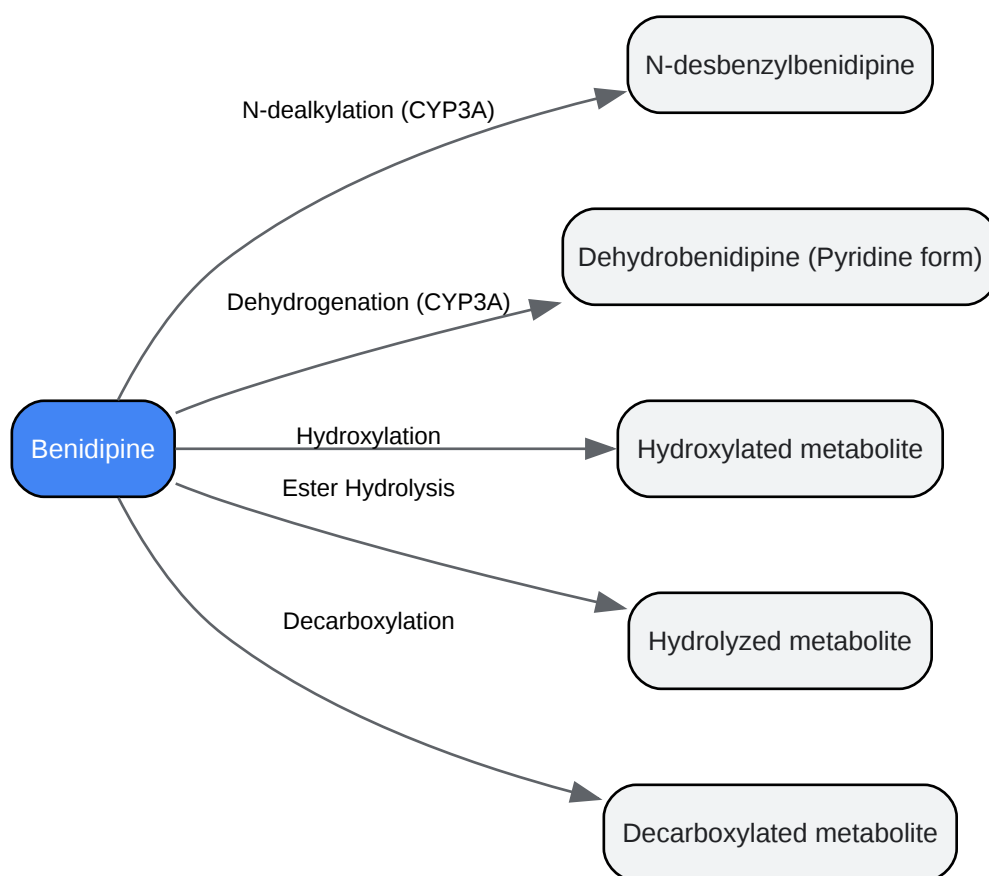 N-desbenzylbenidipine
N-dealkylation (CYP3A)
Dehydrobenidipine (Pyridine form)
Dehydrogenation (CYP3A)
Benidipine
Hydroxylation
Hydroxylated metabolite
Ester Hydrolysis
Decarboxylation
Hydrolyzed metabolite
Decarboxylated metabolite